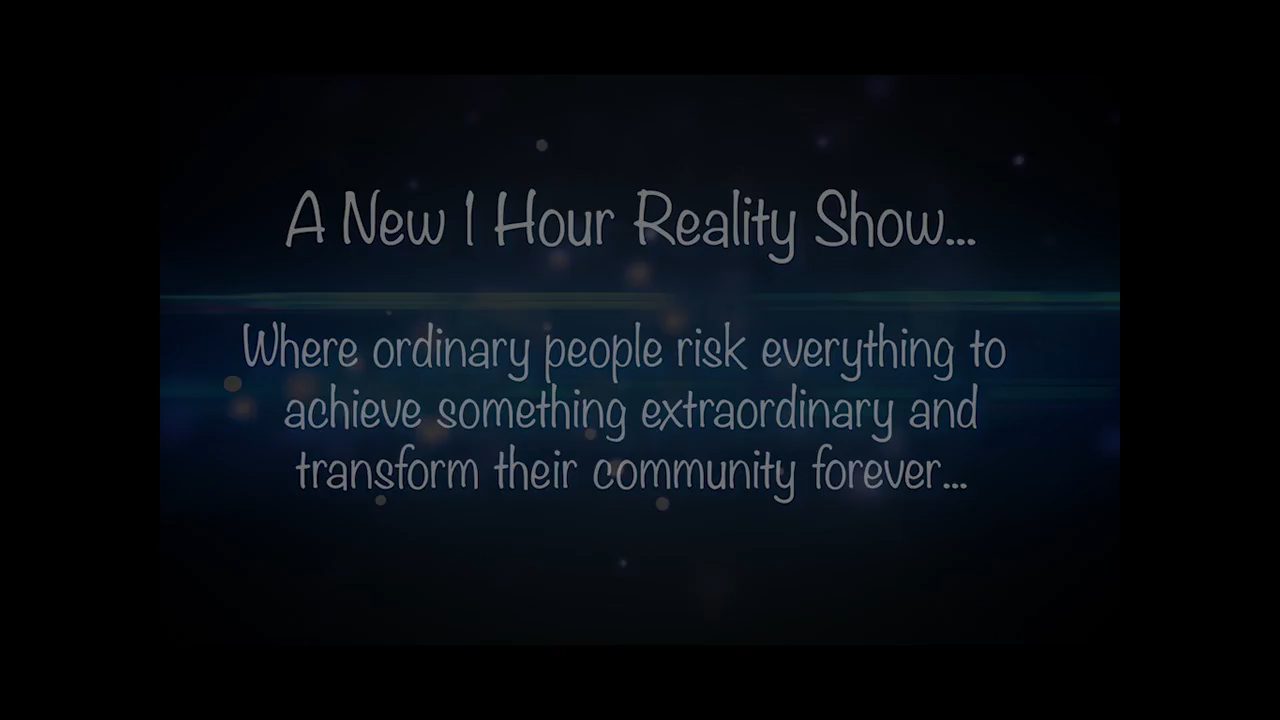 A New 1 Hour Reality Show...
Where ordinary people risk everything to
achieve something extraordinary and
transform their community forever...